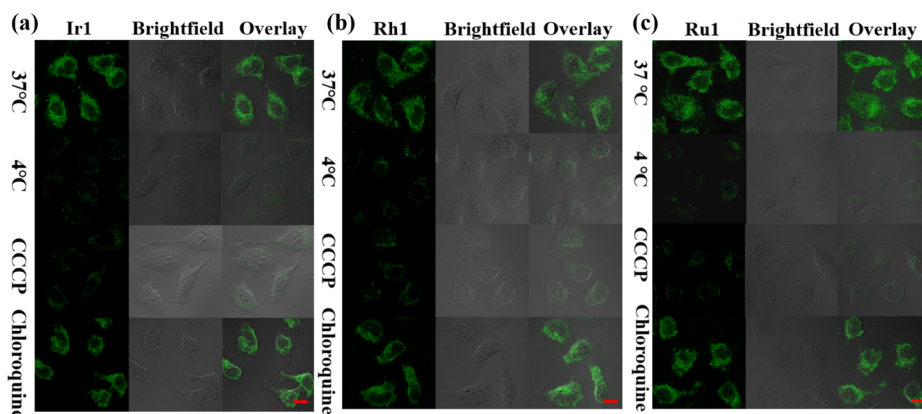 (a) Ir1 Brightfield Overlay
37°C
4°C
CCCP
Chloroquine
(b) Rh1 Brightfield Overlay
37°C
4°C
CCCP
Chloroquine
(c) Ru1 Brightfield Overlay
37 °C
4 °C
CCCP
Chloroquine